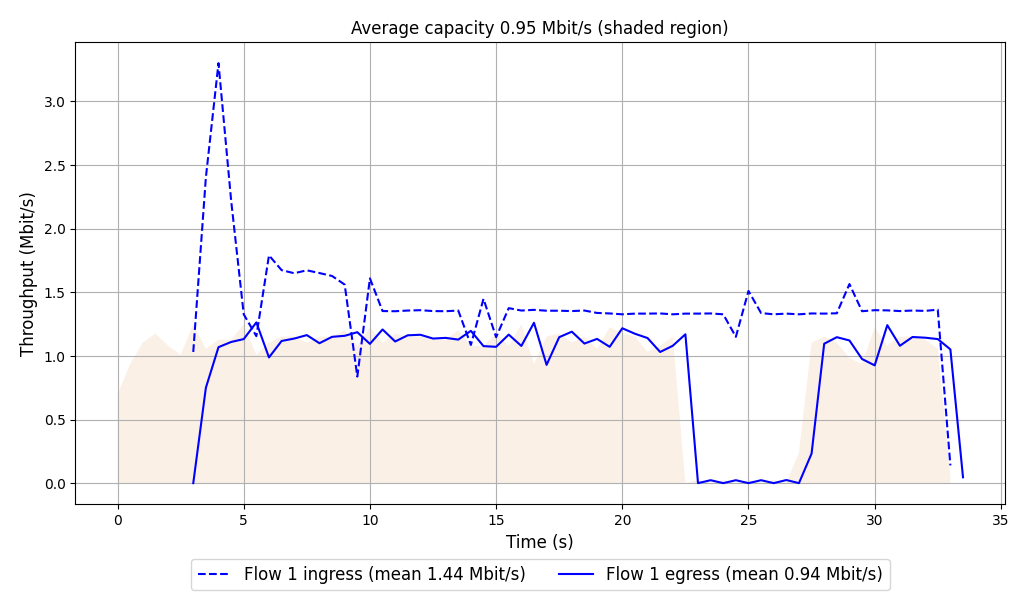 Average capacity 0.95 Mbit/s (shaded region)
Throughput (Mbit/s)
3.0
2.5
2.0
1.5
1.0
0.5
0.0
0 5 10 15 20 25 30 35
Time (s)
Flow 1 ingress (mean 1.44 Mbit/s) Flow 1 egress (mean 0.94 Mbit/s)